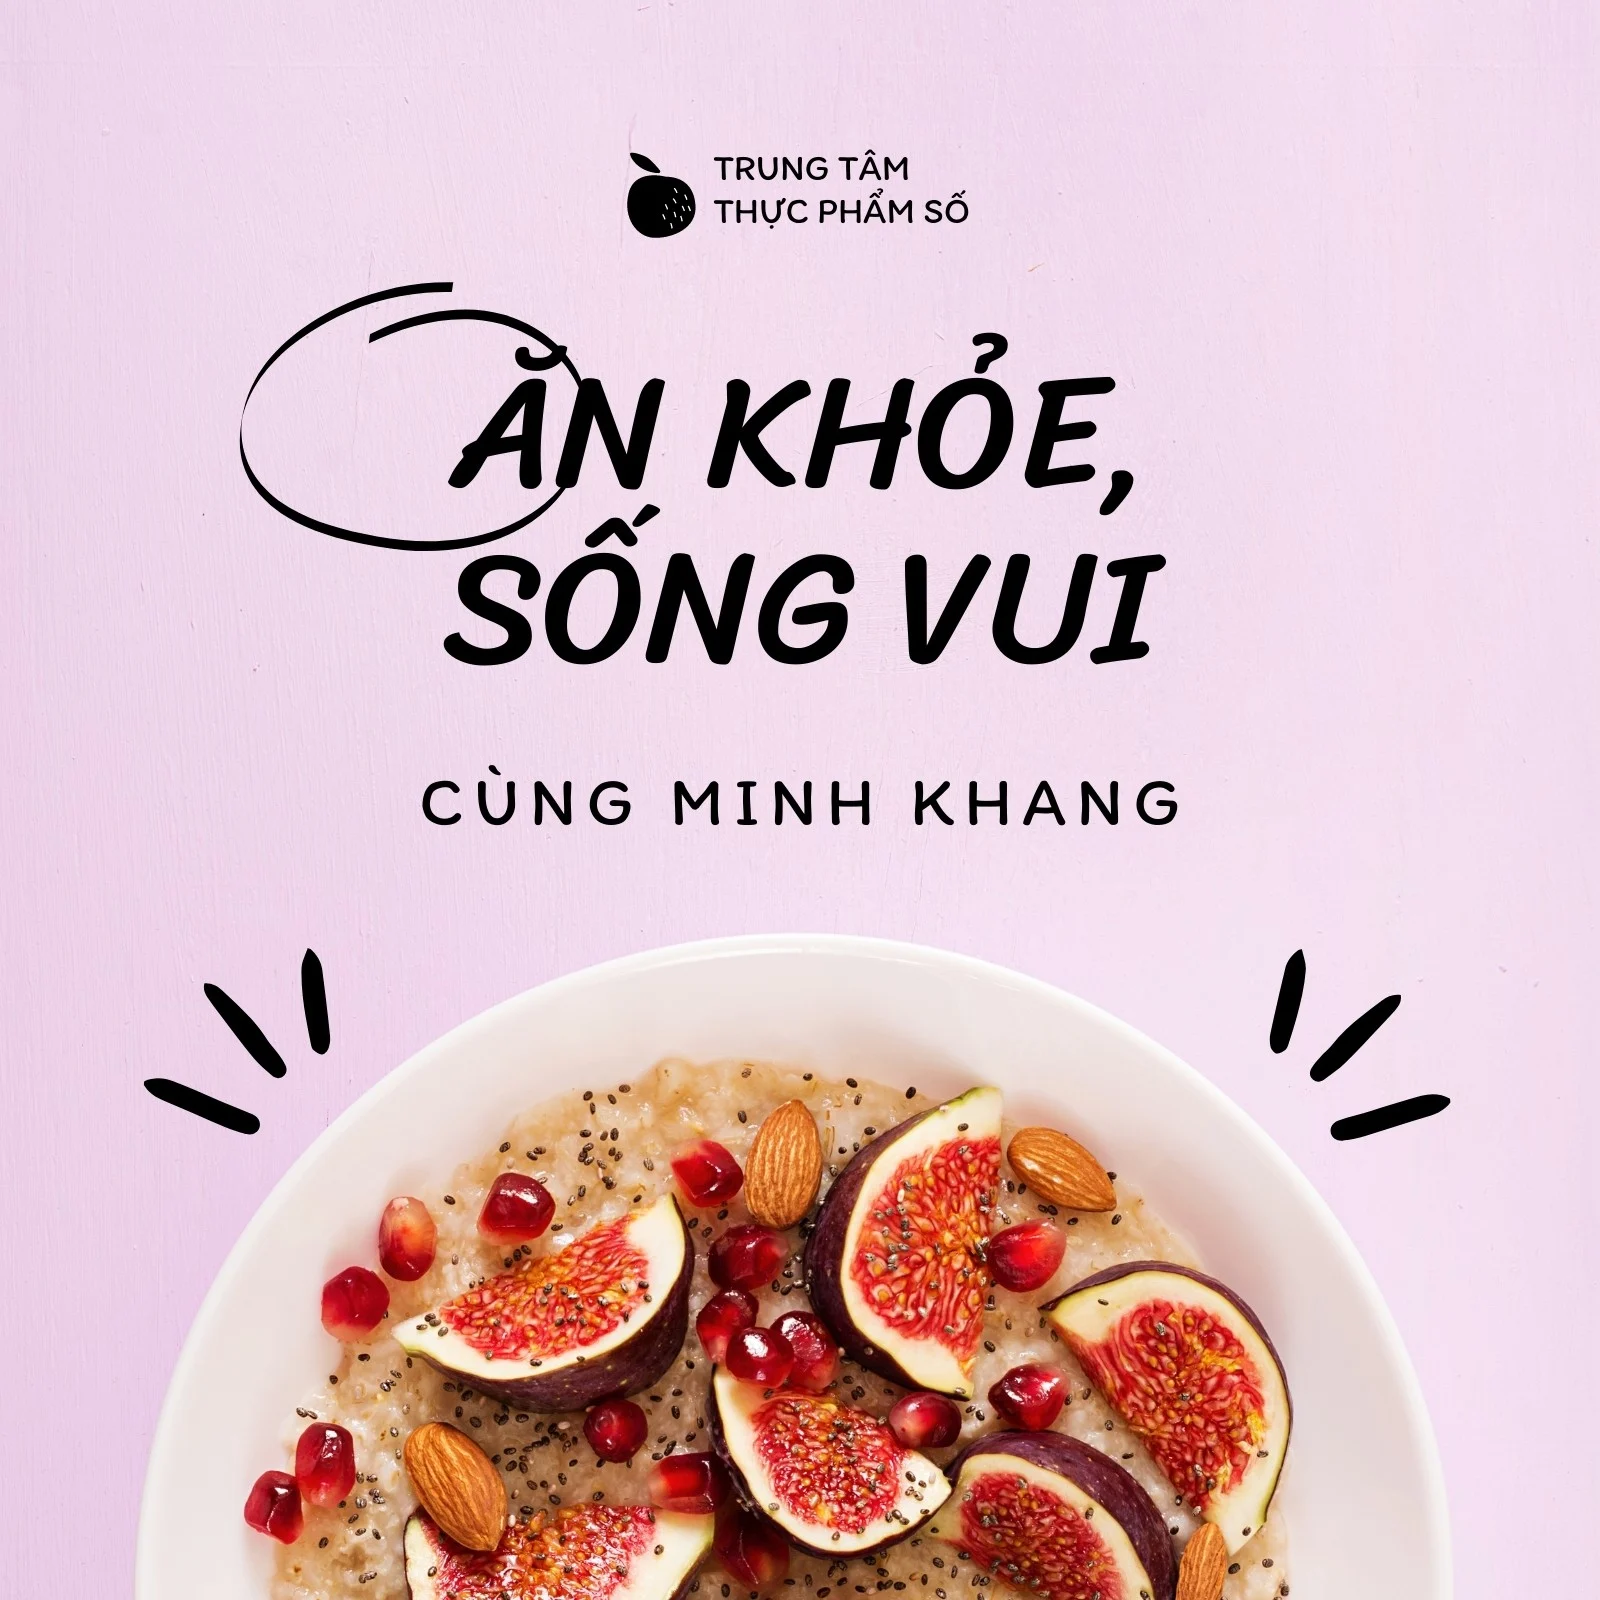 TRUNG TÂM
THỰC PHẨM SỐ
ĂN KHỎE,
SỐNG VUI
CÙNG MINH KHANG